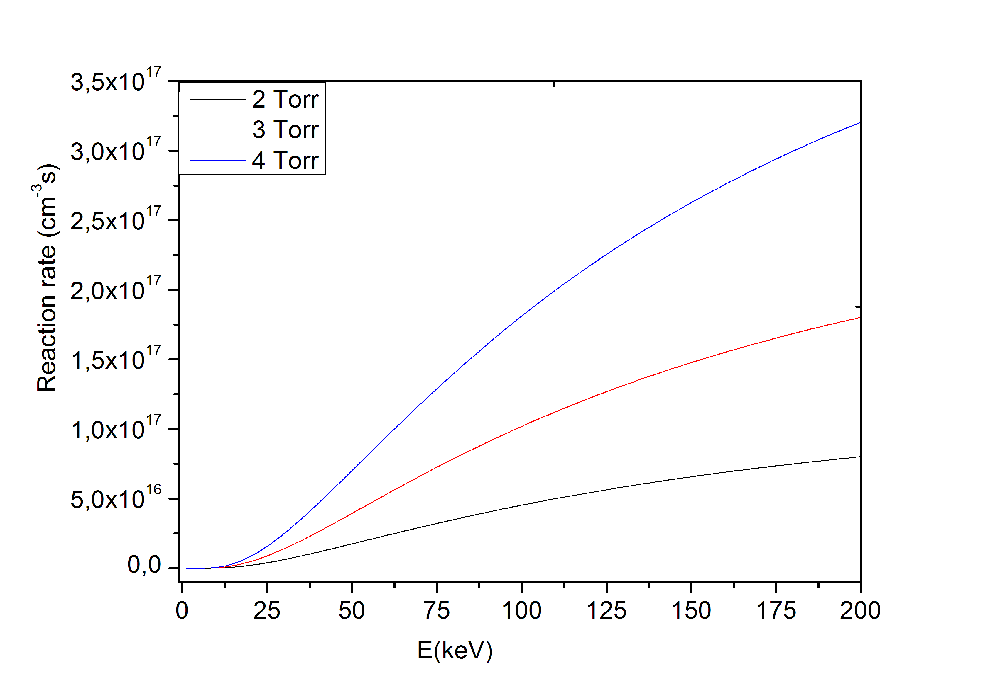 3,5x10^17
3,0x10^17
2,5x10^17
2,0x10^17
1,5x10^17
1,0x10^17
5,0x10^16
0,0
Reaction rate (cm^-3s)
2 Torr
3 Torr
4 Torr
0 25 50 75 100 125 150 175 200
E(keV)